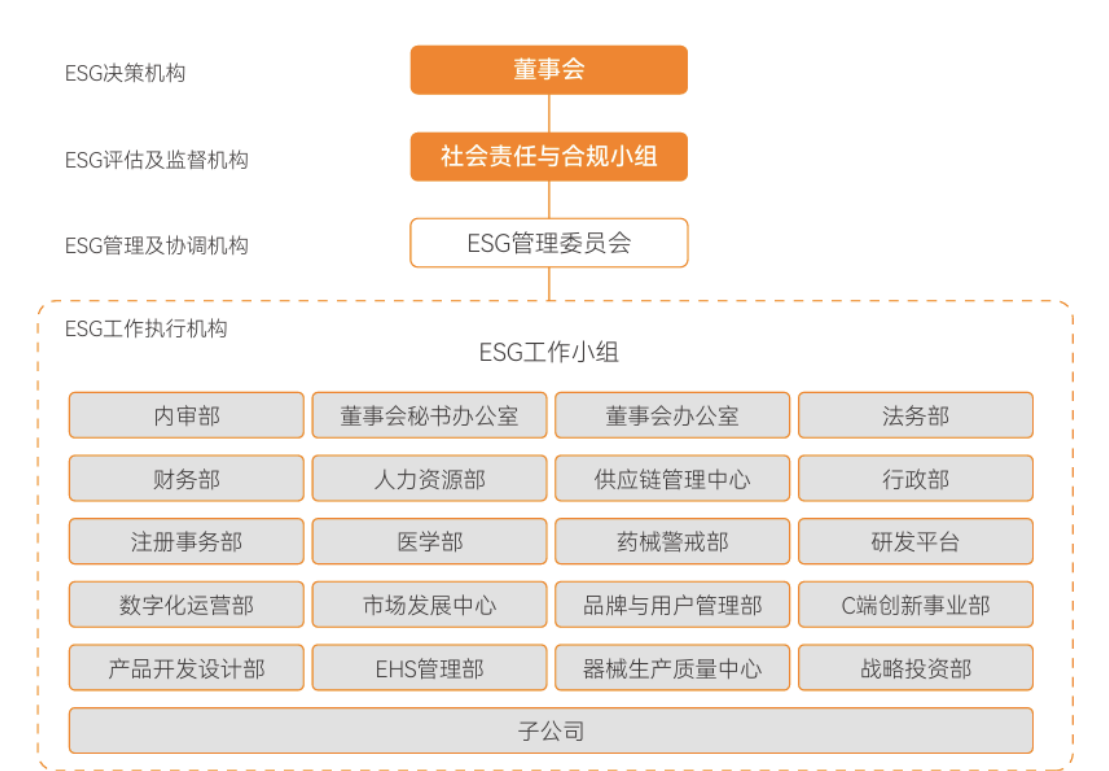 ESG决策机构
董事会
ESG评估及监督机构
社会责任与合规小组
ESG管理及协调机构
ESG管理委员会
ESG工作执行机构
ESG工作小组
内审部
董事会秘书办公室
董事会办公室
法务部
财务部
人力资源部
供应链管理中心
行政部
注册事务部
医学部
药械警戒部
研发平台
数字化运营部
市场发展中心
品牌与用户管理部
C端创新事业部
产品开发设计部
EHS管理部
器械生产质量中心
战略投资部
子公司